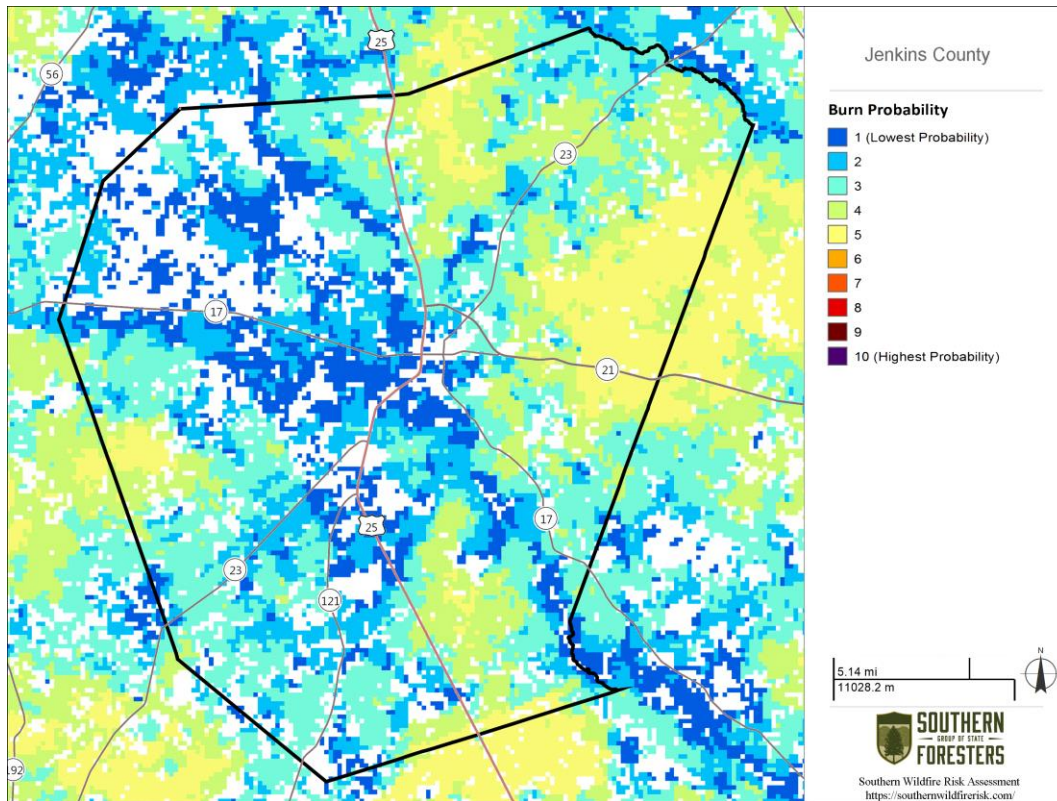 Jenkins County
Burn Probability
1 (Lowest Probability)
2
3
4
5
6
7
8
9
10 (Highest Probability)
56
25
23
17
21
25
17
23
121
192
5.14 mi
11028.2 m
N
SOUTHERN
GROUP OF STATE
FORESTERS
Southern Wildfire Risk Assessment
https://southernwildfirerisk.com/